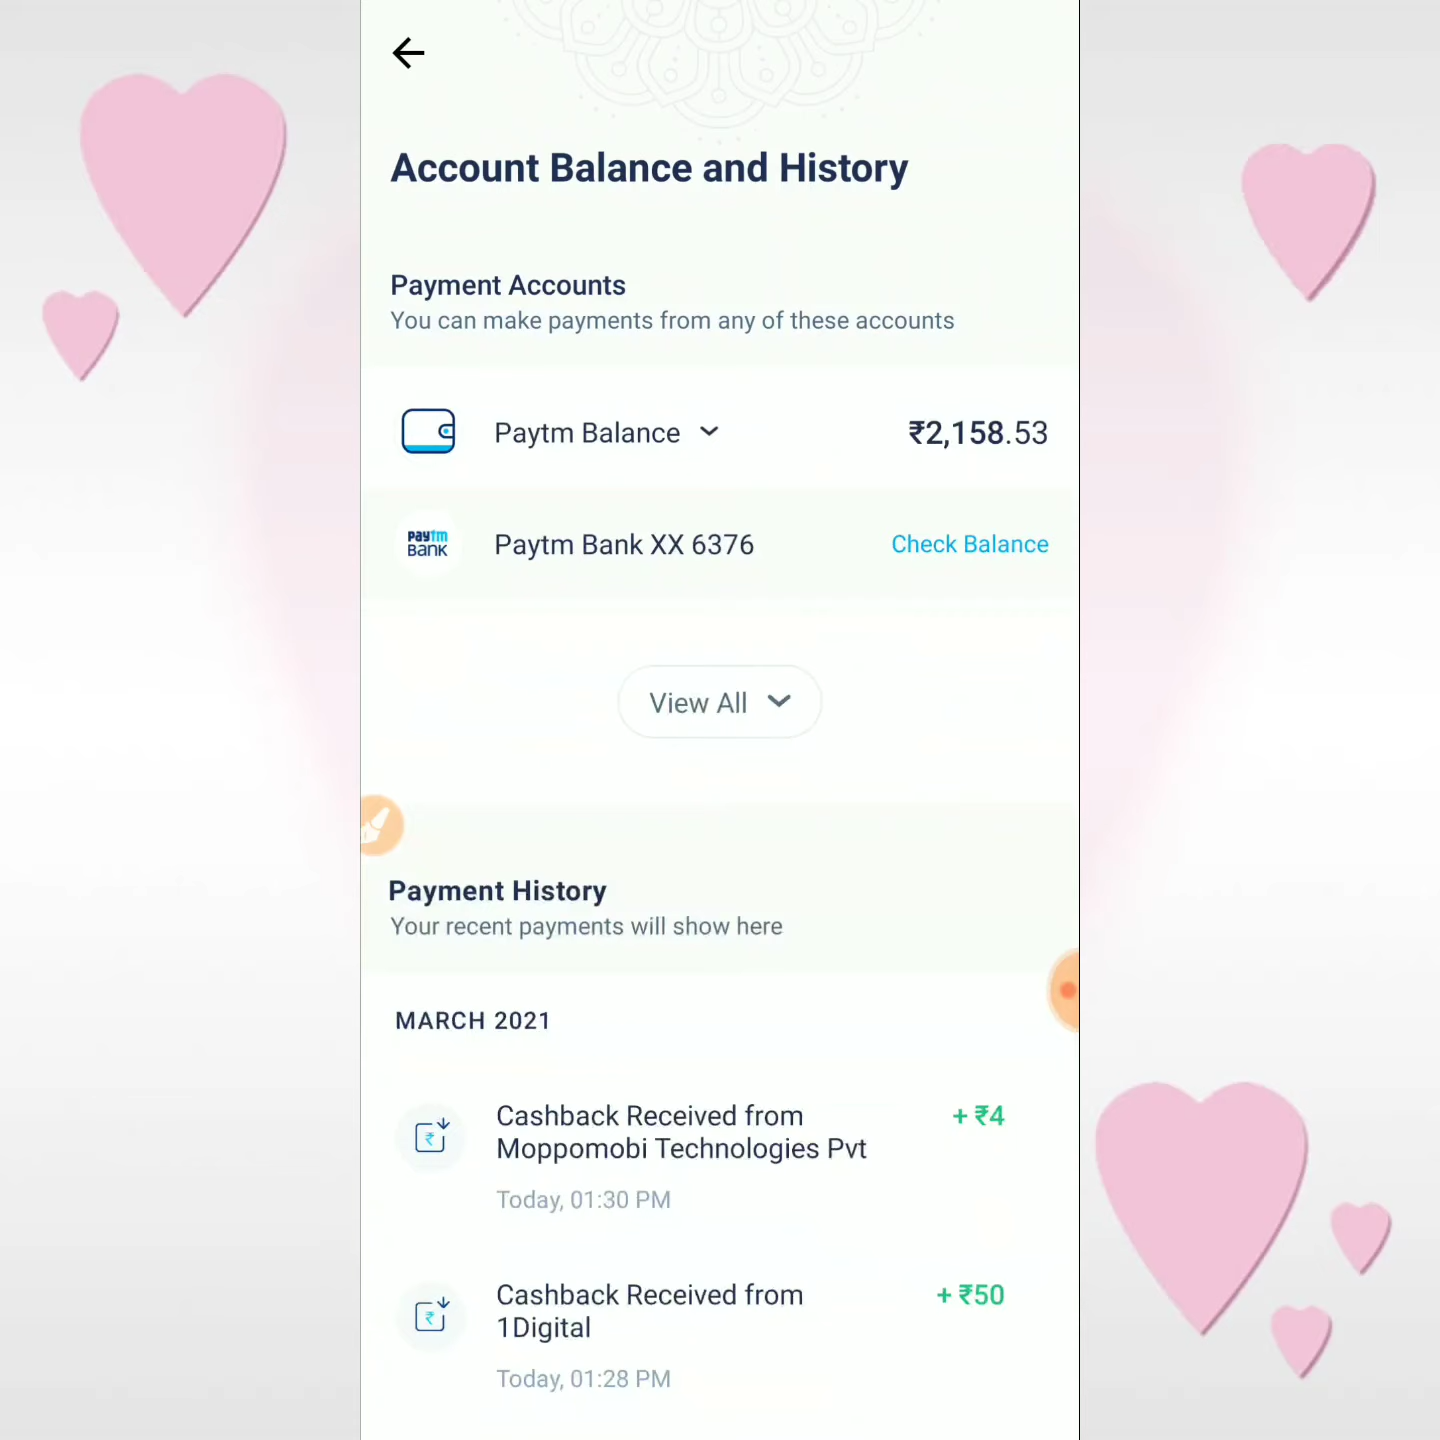 Account Balance and History
Payment Accounts
You can make payments from any of these accounts
Paytm Balance ₹2,158.53
paytm
BANK
Paytm Bank XX 6376 Check Balance
View All
Payment History
Your recent payments will show here
MARCH 2021
Cashback Received from + ₹4
Moppomobi Technologies Pvt
Today, 01:30 PM
Cashback Received from + ₹50
1Digital
Today, 01:28 PM